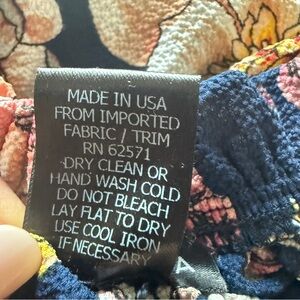 MADE IN USA
FROM IMPORTED
FABRIC / TRIM
RN 62571
DRY CLEAN OR
HAND WASH COLD
DO NOT BLEACH
LAY FLAT TO DRY
USE COOL IRON
IF NECESSARY